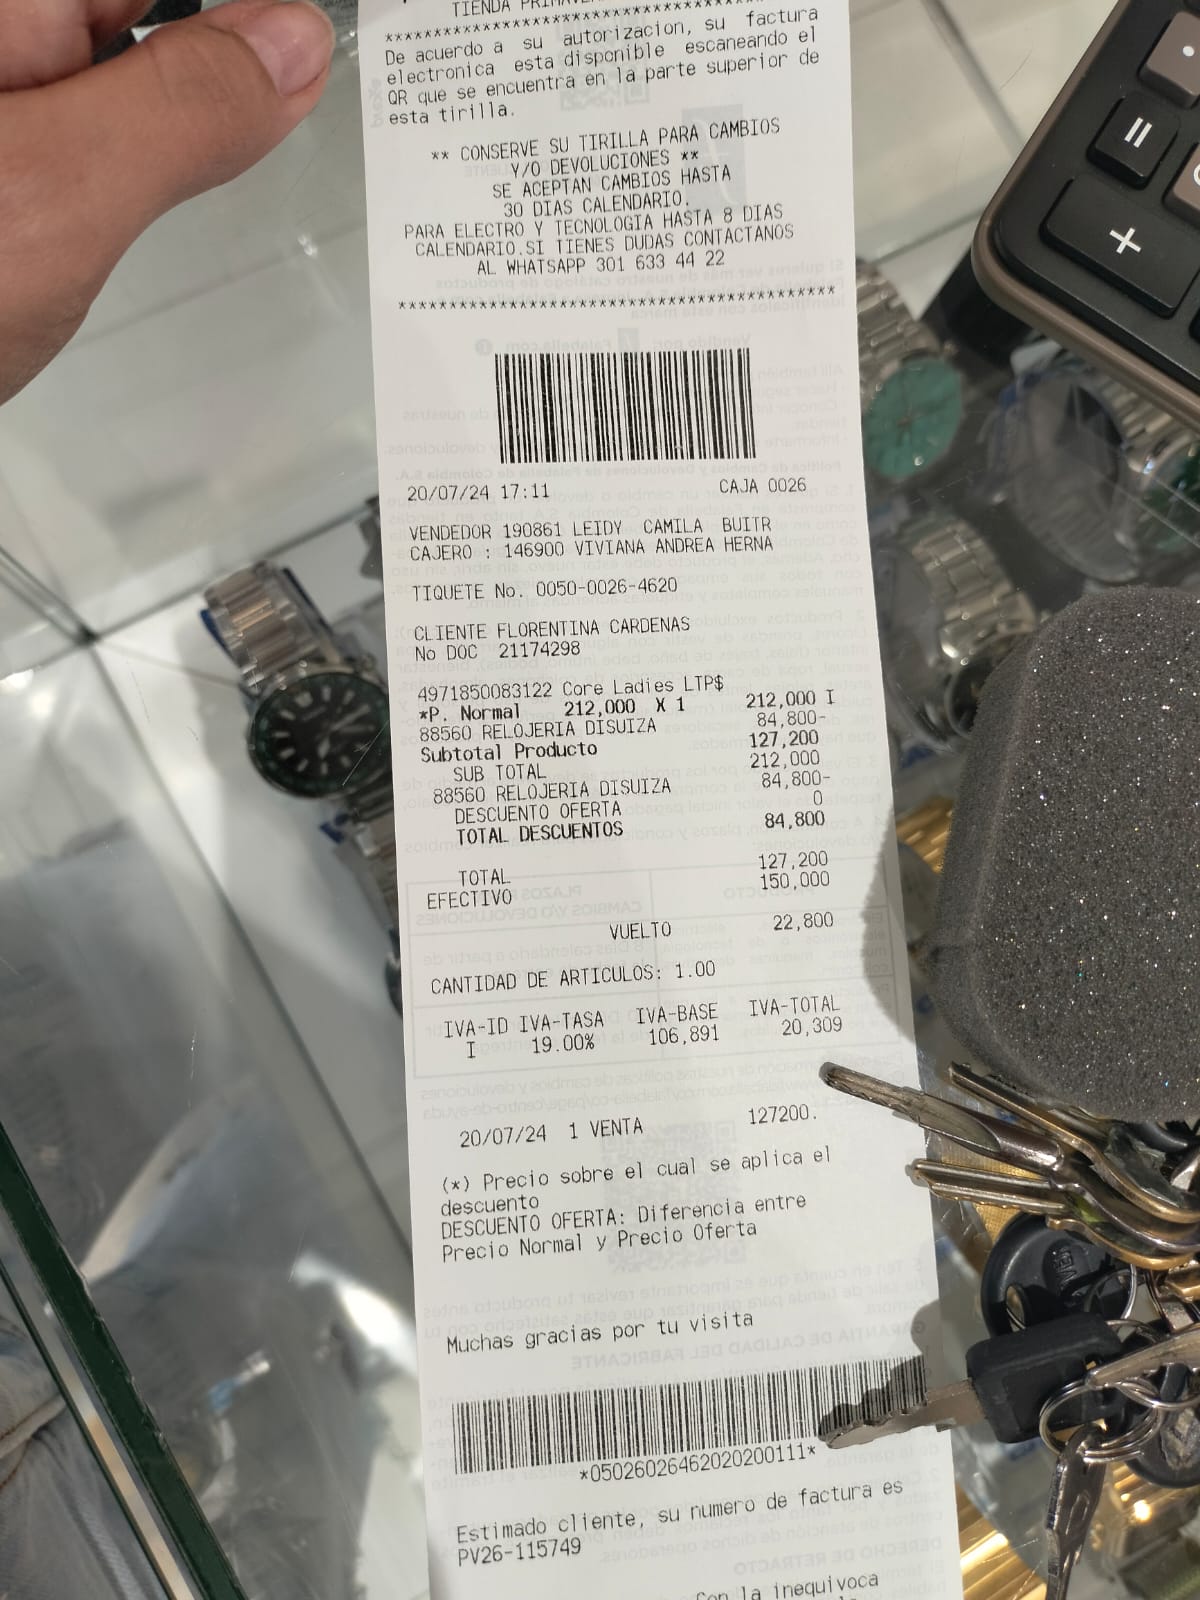 TIENDA
*******************************************
De acuerdo a su autorizacion, su factura
electronica esta disponible escaneando el
QR que se encuentra en la parte superior de
esta tirilla.
** CONSERVE SU TIRILLA PARA CAMBIOS
Y/O DEVOLUCIONES **
SE ACEPTAN CAMBIOS HASTA
30 DIAS CALENDARIO.
PARA ELECTRO Y TECNOLOGIA HASTA 8 DIAS
CALENDARIO.SI TIENES DUDAS CONTACTANOS
AL WHATSAPP 301 633 44 22
*******************************************
20/07/24 17:11 CAJA 0026
VENDEDOR 190861 LEIDY CAMILA BUITR
CAJERO : 146900 VIVIANA ANDREA HERNA
TIQUETE No. 0050-0026-4620
CLIENTE FLORENTINA CARDENAS
No DOC 21174298
4971850083122 Core Ladies LTP$
*P. Normal 212,000 X 1 212,000 I
88560 RELOJERIA DISUIZA 84,800-
Subtotal Producto 127,200
SUB TOTAL 212,000
88560 RELOJERIA DISUIZA 84,800-
DESCUENTO OFERTA 0
TOTAL DESCUENTOS 84,800
TOTAL 127,200
EFECTIVO 150,000
VUELTO 22,800
CANTIDAD DE ARTICULOS: 1.00
IVA-ID IVA-TASA IVA-BASE IVA-TOTAL
I 19.00% 106,891 20,309
20/07/24 1 VENTA 127200.
(*) Precio sobre el cual se aplica el
descuento
DESCUENTO OFERTA: Diferencia entre
Precio Normal y Precio Oferta
Muchas gracias por tu visita
*050260264620202001​11*
Estimado cliente, su numero de factura es
PV26-115749
Con la inequivoca
=
+